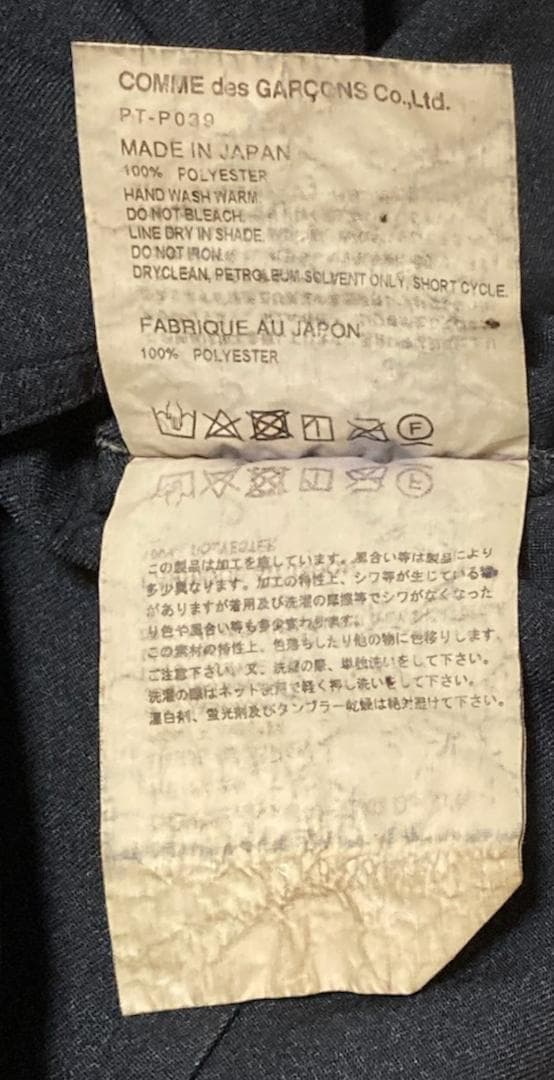 COMME des GARÇONS Co.,Ltd.
PT-P039
MADE IN JAPAN
100% POLYESTER
HAND WASH WARM.
DO NOT BLEACH.
LINE DRY IN SHADE.
DO NOT IRON.
DRYCLEAN, PETROLEUM SOLVENT ONLY, SHORT CYCLE.
FABRIQUE AU JAPON
100% POLYESTER
F
この製品は加工を施しています。風合い等は製品により
多少異なります。加工の特性上、シワ等が生じている
がありますが着用及び洗濯の摩擦等でシワがなくなった
り色や風合い等も多少変わります。
この素材の特性上、色落ちしたり他の物に色移りします。
ご注意下さい。又、洗濯の際、単独洗いをして下さい。
洗濯の際はネット使用で軽く押し洗いをして下さい。
漂白剤、蛍光剤及びタンブラー乾燥は絶対避けて下さい。